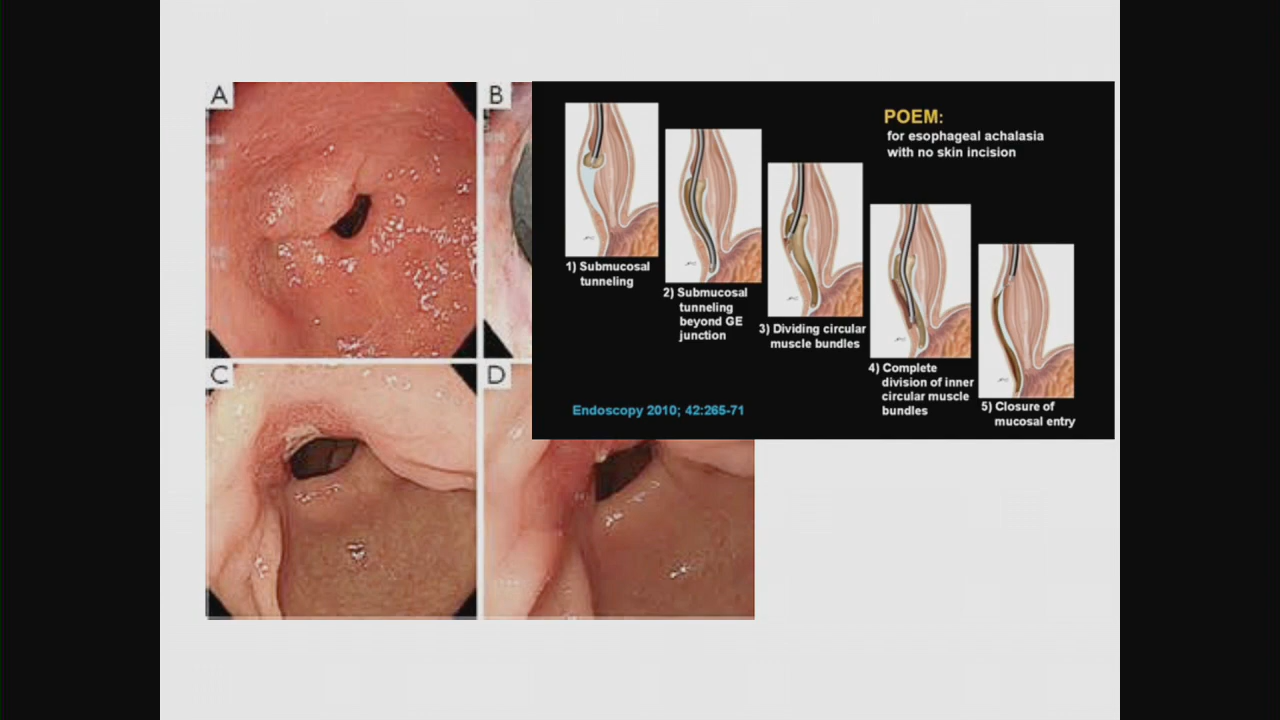 A
B
POEM:
for esophageal achalasia
with no skin incision
1) Submucosal
tunneling
2) Submucosal
tunneling
beyond GE
junction
3) Dividing circular
muscle bundles
4) Complete
division of inner
circular muscle
bundles
5) Closure of
mucosal entry
Endoscopy 2010; 42:265-71
C
D